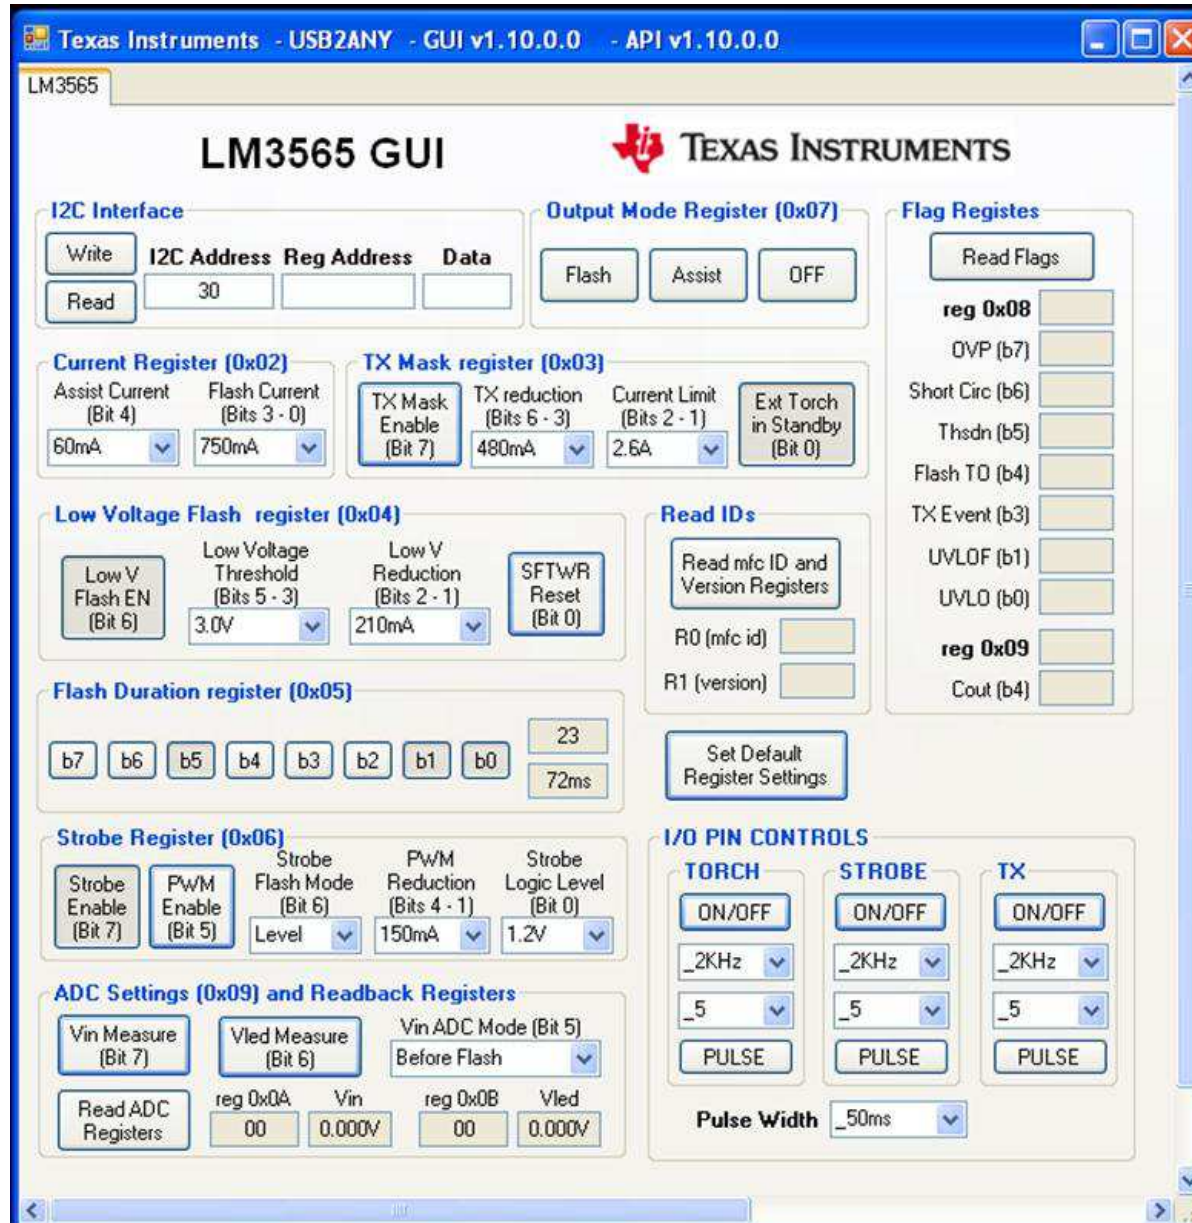 Texas Instruments - USB2ANY - GUI v1.10.0.0 - API v1.10.0.0
LM3565
LM3565 GUI
TEXAS INSTRUMENTS
I2C Interface
Write
Read
I2C Address Reg Address Data
30
Output Mode Register (0x07)
Flash
Assist
OFF
Flag Registes
Read Flags
reg 0x08
OVP (b7)
Short Circ (b6)
Thsdn (b5)
Flash TO (b4)
TX Event (b3)
UVLOF (b1)
UVLO (b0)
reg 0x09
Cout (b4)
Current Register (0x02)
Assist Current
(Bit 4)
60mA
Flash Current
(Bits 3 - 0)
750mA
TX Mask register (0x03)
TX Mask
Enable
(Bit 7)
TX reduction
(Bits 6 - 3)
480mA
Current Limit
(Bits 2 - 1)
2.6A
Ext Torch
in Standby
(Bit 0)
Low Voltage Flash register (0x04)
Low V
Flash EN
(Bit 6)
Low Voltage
Threshold
(Bits 5 - 3)
3.0V
Low V
Reduction
(Bits 2 - 1)
210mA
SFTWR
Reset
(Bit 0)
Read IDs
Read mfc ID and
Version Registers
R0 (mfc id)
R1 (version)
Flash Duration register (0x05)
b7 b6 b5 b4 b3 b2 b1 b0
23
72ms
Set Default
Register Settings
Strobe Register (0x06)
Strobe
Enable
(Bit 7)
PWM
Enable
(Bit 5)
Strobe
Flash Mode
(Bit 6)
Level
PWM
Reduction
(Bits 4 - 1)
150mA
Strobe
Logic Level
(Bit 0)
1.2V
ADC Settings (0x09) and Readback Registers
Vin Measure
(Bit 7)
Vled Measure
(Bit 6)
Vin ADC Mode (Bit 5)
Before Flash
Read ADC
Registers
reg 0x0A Vin reg 0x0B Vled
00 0.000V 00 0.000V
I/O PIN CONTROLS
TORCH
ON/OFF
_2KHz
_5
PULSE
STROBE
ON/OFF
_2KHz
_5
PULSE
TX
ON/OFF
_2KHz
_5
PULSE
Pulse Width _50ms